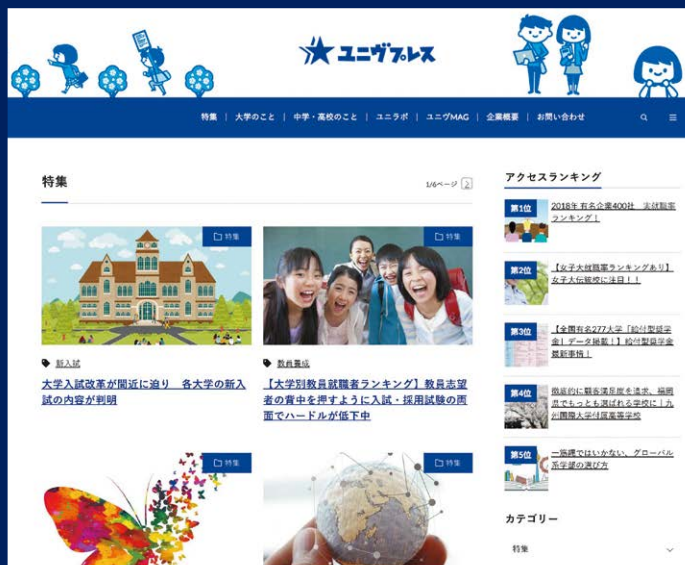 ユニヴプレス
特集 | 大学のこと | 中学・高校のこと | ユニラボ | ユニヴMAG | 企業概要 | お問い合わせ
特集
1/6ページ
特集
特集
新入試
教員養成
大学入試改革が間近に迫り 各大学の新入
試の内容が判明
【大学別教員就職者ランキング】教員志望
者の背中を押すように入試・採用試験の両
面でハードルが低下中
特集
特集
アクセスランキング
第1位
2018年 有名企業400社 実就職率
ランキング!
第2位
【女子大就職率ランキングあり】
女子大伝統校に注目!!
第3位
【全国有名277大学「給付型奨学
金」データ掲載!】給付型奨学金
最新事情!
第4位
徹底的に顧客満足度を追求、福岡
県でもっとも選ばれる学校に|九
州国際大学付属高等学校
第5位
一筋縄ではいかない、グローバル
系学部の選び方
カテゴリー
特集